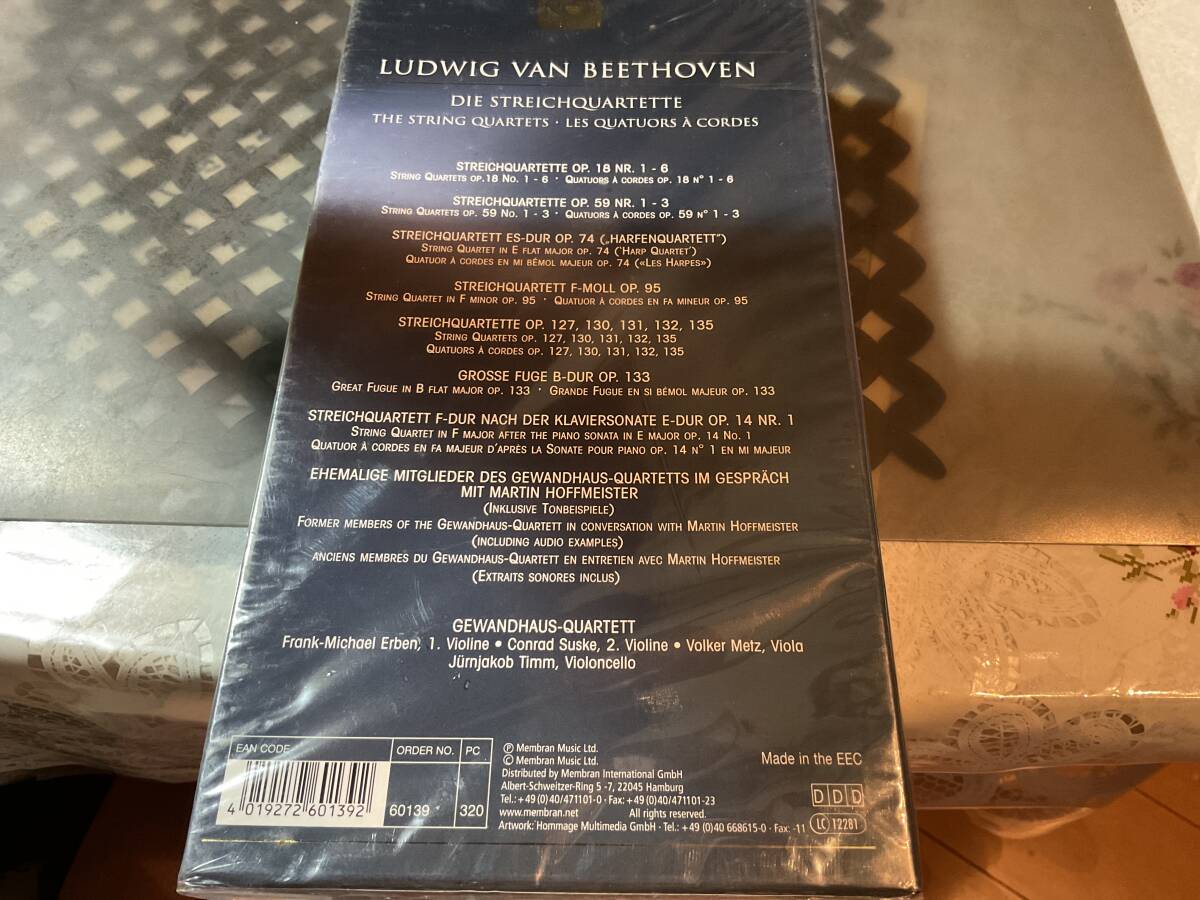 LUDWIG VAN BEETHOVEN
DIE STREICHQUARTETTE
THE STRING QUARTETS · LES QUATUORS À CORDES
STREICHQUARTETTE OP. 18 NR. 1 - 6
STRING QUARTETS OP.18 NO. 1 - 6 · QUATUORS À CORDES OP. 18 N° 1 - 6
STREICHQUARTETTE OP. 59 NR. 1 - 3
STRING QUARTETS OP. 59 NO. 1 - 3 · QUATUORS À CORDES OP. 59 N° 1 - 3
STREICHQUARTETT ES-DUR OP. 74 („HARFENQUARTETT")
STRING QUARTET IN E FLAT MAJOR OP. 74 ('HARP QUARTET')
QUATUOR À CORDES EN MI BÉMOL MAJEUR OP. 74 («LES HARPES»)
STREICHQUARTETT F-MOLL OP. 95
STRING QUARTET IN F MINOR OP. 95 · QUATUOR À CORDES EN FA MINEUR OP. 95
STREICHQUARTETTE OP. 127, 130, 131, 132, 135
STRING QUARTETS OP. 127, 130, 131, 132, 135
QUATUORS À CORDES OP. 127, 130, 131, 132, 135
GROSSE FUGE B-DUR OP. 133
GREAT FUGUE IN B FLAT MAJOR OP. 133 · GRANDE FUGUE EN SI BÉMOL MAJEUR OP. 133
STREICHQUARTETT F-DUR NACH DER KLAVIERSONATE E-DUR OP. 14 NR. 1
STRING QUARTET IN F MAJOR AFTER THE PIANO SONATA IN E MAJOR OP. 14 NO. 1
QUATUOR À CORDES EN FA MAJEUR D'APRÈS LA SONATE POUR PIANO OP. 14 N° 1 EN MI MAJEUR
EHEMALIGE MITGLIEDER DES GEWANDHAUS-QUARTETTS IM GESPRÄCH
MIT MARTIN HOFFMEISTER
(INKLUSIVE TONBEISPIELE)
FORMER MEMBERS OF THE GEWANDHAUS-QUARTETT IN CONVERSATION WITH MARTIN HOFFMEISTER
(INCLUDING AUDIO EXAMPLES)
ANCIENS MEMBRES DU GEWANDHAUS-QUARTETT EN ENTRETIEN AVEC MARTIN HOFFMEISTER
(EXTRAITS SONORES INCLUS)
GEWANDHAUS-QUARTETT
Frank-Michael Erben, 1. Violine • Conrad Suske, 2. Violine • Volker Metz, Viola
Jürnjakob Timm, Violoncello
EAN CODE ORDER NO. PC
4 019272 601392 60139 320
℗ Membran Music Ltd.
© Membran Music Ltd.
Distributed by Membran International GmbH
Albert-Schweitzer-Ring 5 -7, 22045 Hamburg
Tel.: +49 (0)40/471101-0 · Fax: +49 (0)40/471101-23
www.membran.net All rights reserved.
Artwork: Hommage Multimedia GmbH · Tel.: +49 (0)40 668615-0 · Fax: -11
Made in the EEC
DDD
LC 12281